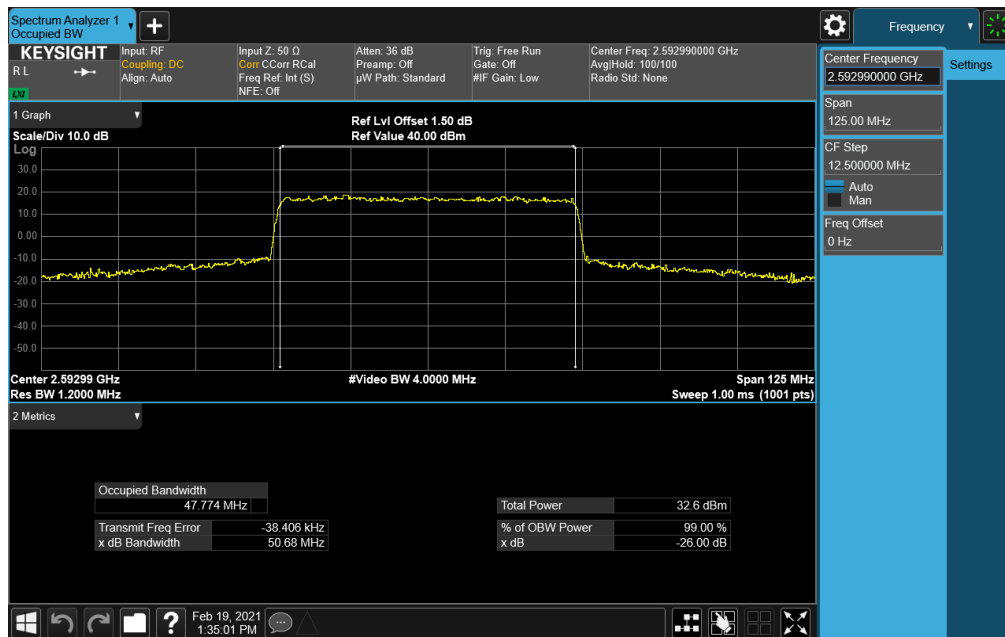 Spectrum Analyzer 1
Occupied BW
+
Frequency
KEYSIGHT
R L
LXI
Input: RF
Coupling: DC
Align: Auto
Input Z: 50 Ω
Corr CCorr RCal
Freq Ref: Int (S)
NFE: Off
Atten: 36 dB
Preamp: Off
µW Path: Standard
Trig: Free Run
Gate: Off
#IF Gain: Low
Center Freq: 2.592990000 GHz
Avg|Hold: 100/100
Radio Std: None
Center Frequency
2.592990000 GHz
Settings
Span
125.00 MHz
CF Step
12.500000 MHz
Auto
Man
Freq Offset
0 Hz
1 Graph
Scale/Div 10.0 dB
Ref Lvl Offset 1.50 dB
Ref Value 40.00 dBm
Log
30.0
20.0
10.0
0.00
-10.0
-20.0
-30.0
-40.0
-50.0
Center 2.59299 GHz
#Video BW 4.0000 MHz
Span 125 MHz
Res BW 1.2000 MHz
Sweep 1.00 ms (1001 pts)
2 Metrics
Occupied Bandwidth
47.774 MHz
Total Power 32.6 dBm
Transmit Freq Error -38.406 kHz
% of OBW Power 99.00 %
x dB Bandwidth 50.68 MHz
x dB -26.00 dB
?
Feb 19, 2021
1:35:01 PM